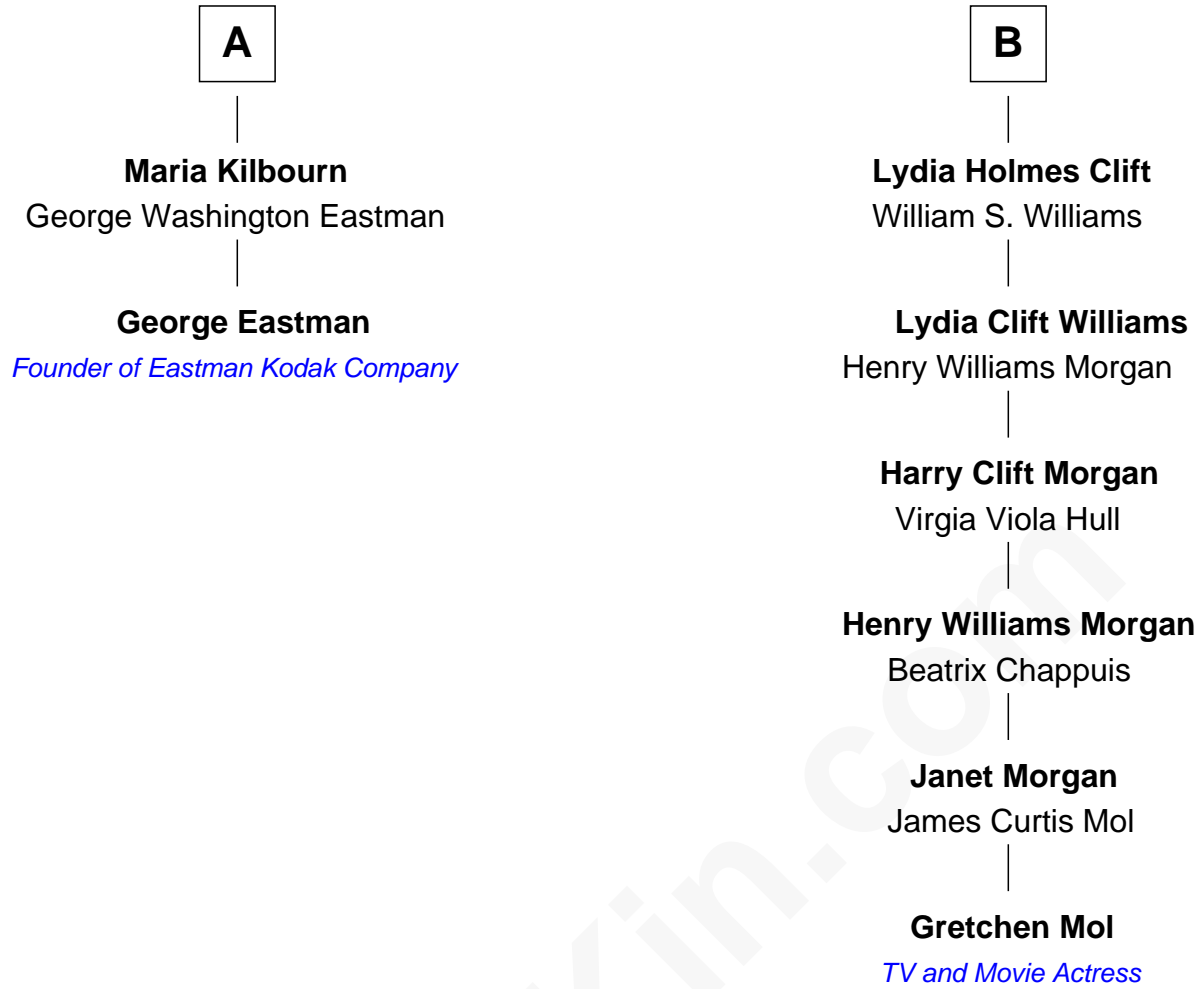 A
Maria Kilbourn
George Washington Eastman
George Eastman
Founder of Eastman Kodak Company
B
Lydia Holmes Clift
William S. Williams
Lydia Clift Williams
Henry Williams Morgan
Harry Clift Morgan
Virgia Viola Hull
Henry Williams Morgan
Beatrix Chappuis
Janet Morgan
James Curtis Mol
Gretchen Mol
TV and Movie Actress
Kin.com